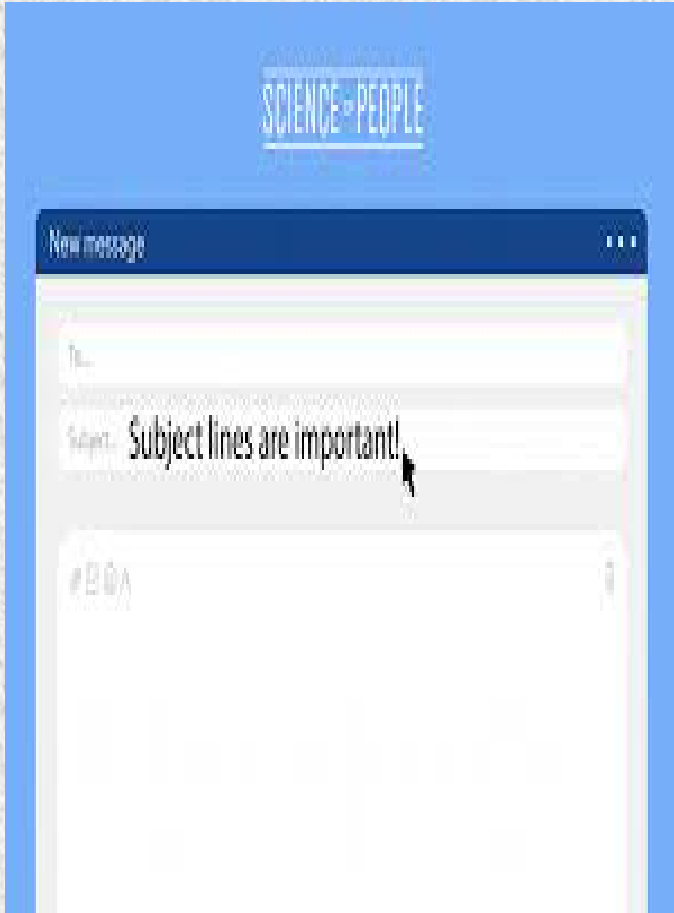 SCIENCE OF PEOPLE
New message
To...
Subject... Subject lines are important!
A